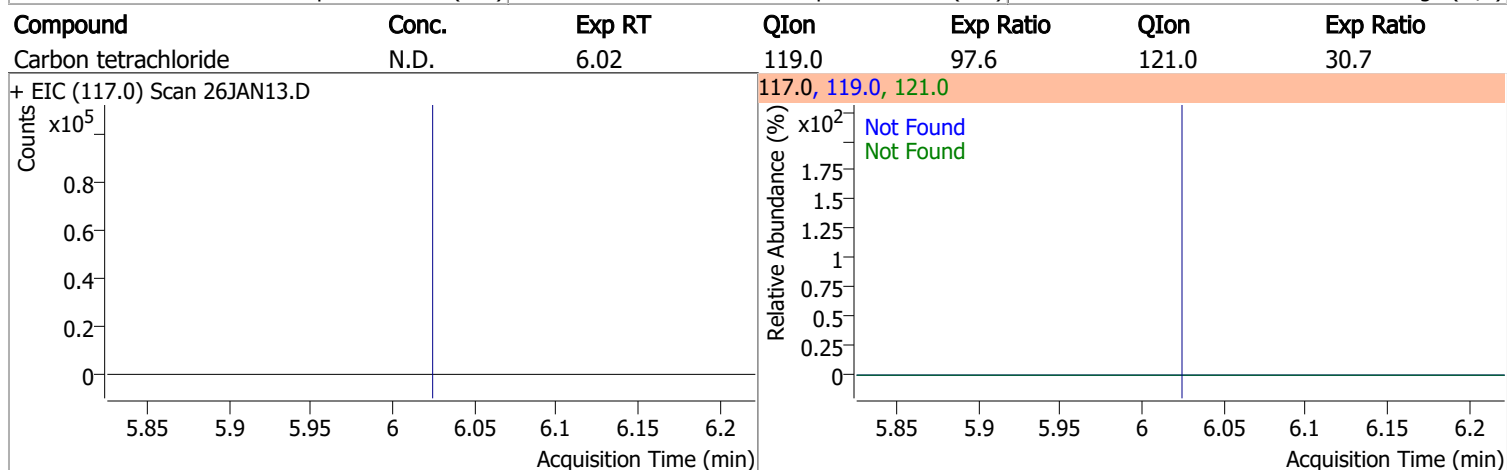 Compound Conc. Exp RT QIon Exp Ratio QIon Exp Ratio
Carbon tetrachloride N.D. 6.02 119.0 97.6 121.0 30.7
+ EIC (117.0) Scan 26JAN13.D
Counts
x10^5
0.8
0.6
0.4
0.2
0
5.85 5.9 5.95 6 6.05 6.1 6.15 6.2
Acquisition Time (min)
117.0, 119.0, 121.0
Relative Abundance (%)
x10^2
Not Found
Not Found
1.75
1.5
1.25
1
0.75
0.5
0.25
0
5.85 5.9 5.95 6 6.05 6.1 6.15 6.2
Acquisition Time (min)